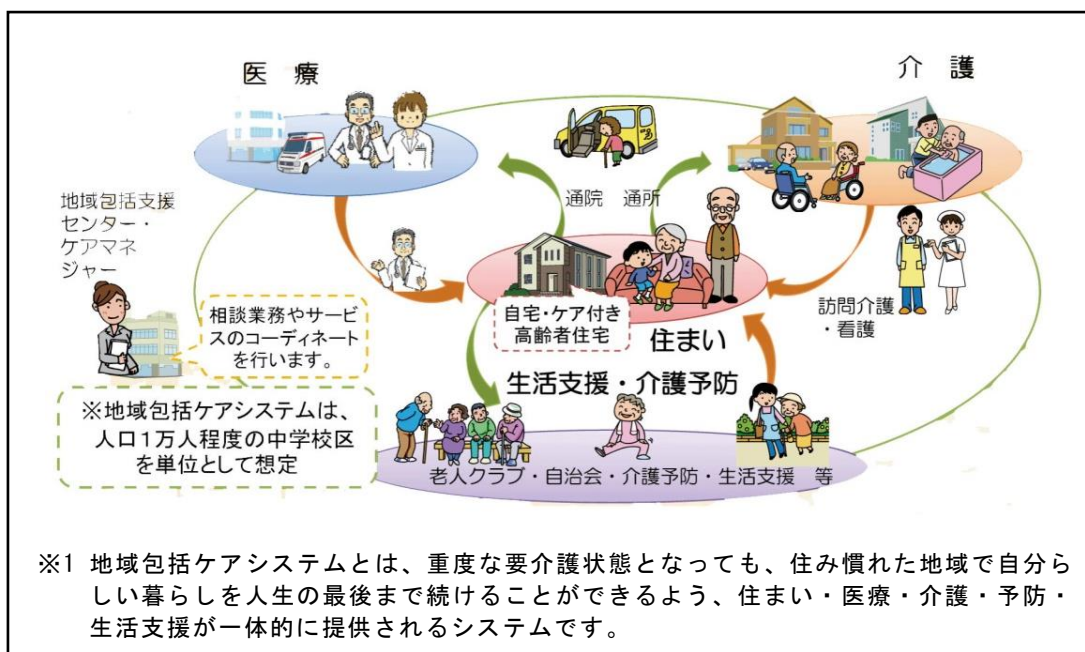 医 療
介 護
地域包括支援
センター・
ケアマネ
ジャー
通院 通所
相談業務やサービ
スのコーディネート
を行います。
自宅・ケア付き
高齢者住宅
住まい
訪問介護
・看護
生活支援・介護予防
※地域包括ケアシステムは、
人口1万人程度の中学校区
を単位として想定
老人クラブ・自治会・介護予防・生活支援 等
※1 地域包括ケアシステムとは、重度な要介護状態となっても、住み慣れた地域で自分ら
しい暮らしを人生の最後まで続けることができるよう、住まい・医療・介護・予防・
生活支援が一体的に提供されるシステムです。